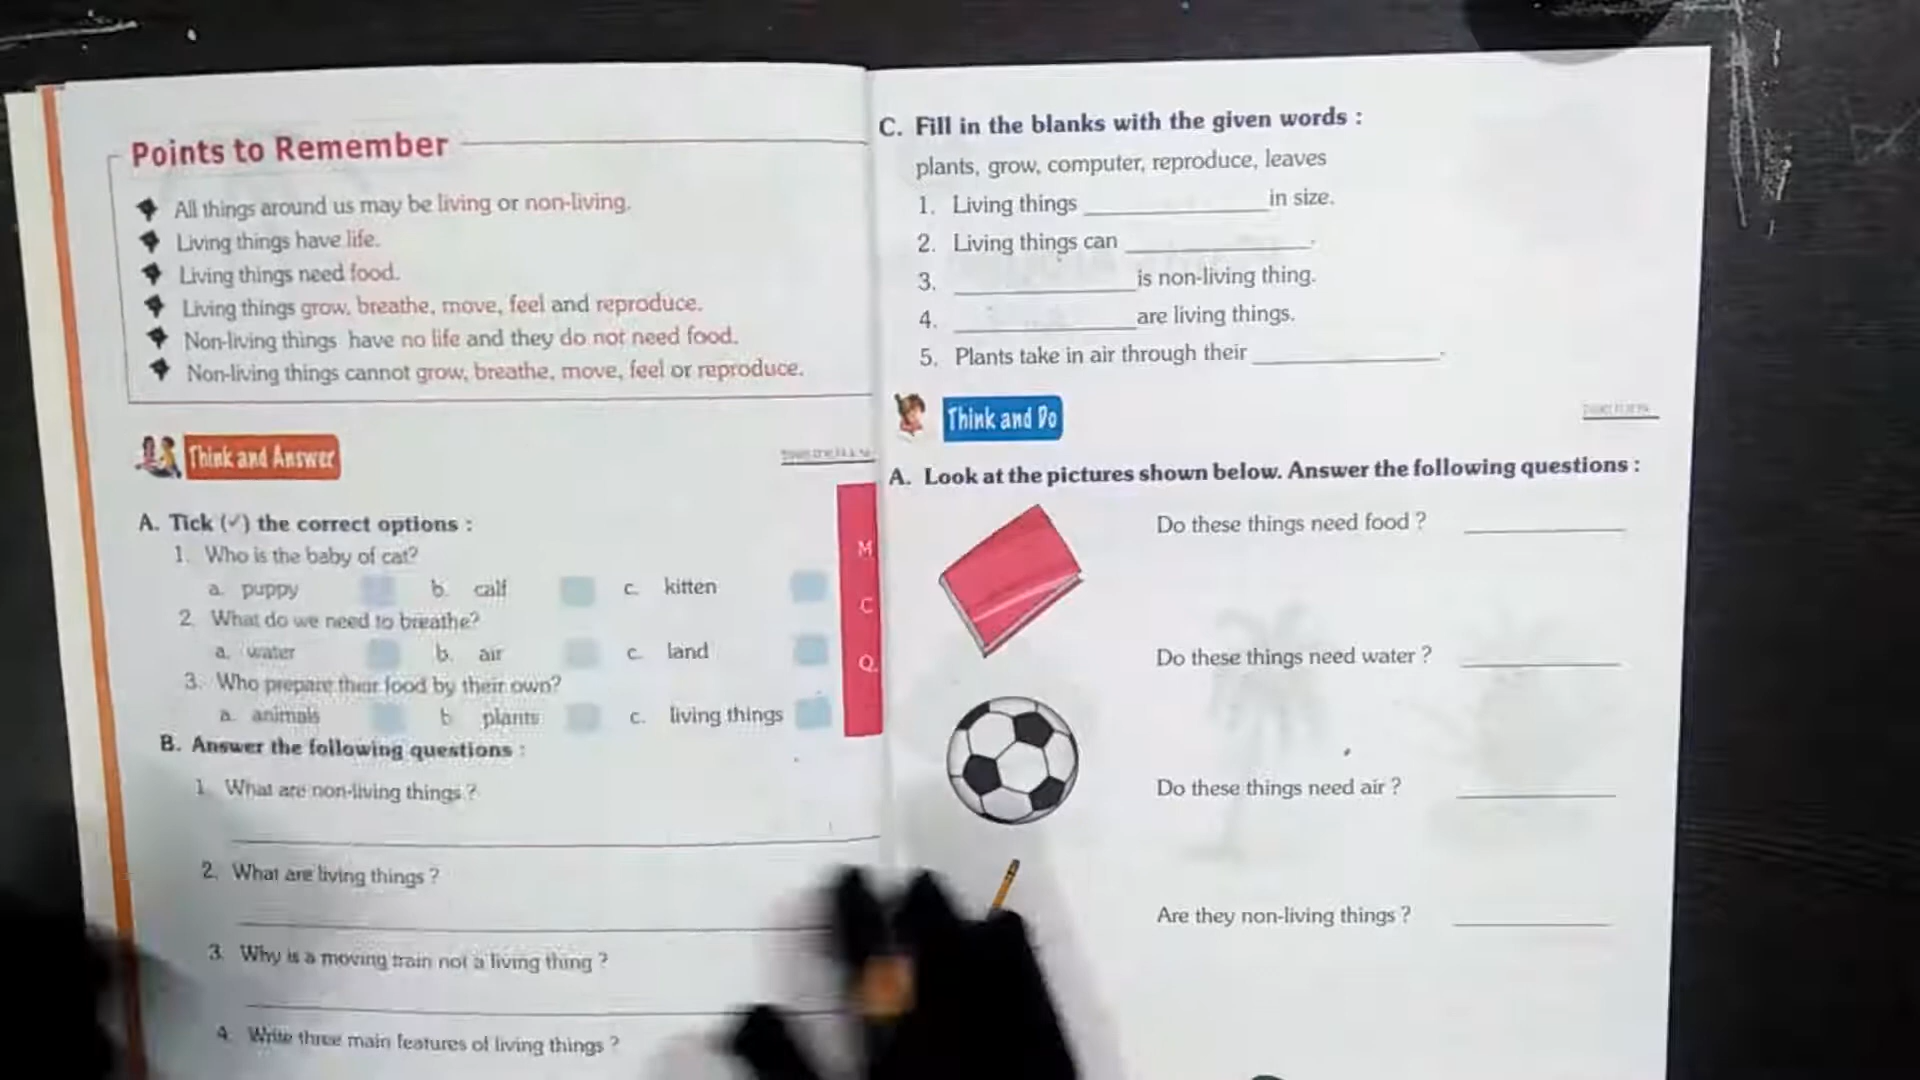 Points to Remember
All things around us may be living or non-living.
Living things have life.
Living things need food.
Living things grow, breathe, move, feel and reproduce.
Non-living things have no life and they do not need food.
Non-living things cannot grow, breathe, move, feel or reproduce.
Think and Answer
A. Tick (✓) the correct options :
1. Who is the baby of cat?
a. puppy b. calf c. kitten
2. What do we need to breathe?
a. water b. air c. land
3. Who prepare their food by their own?
a. animals b. plants c. living things
M
C
Q.
B. Answer the following questions :
1. What are non-living things ?
2. What are living things ?
3. Why is a moving train not a living thing ?
4. Write three main features of living things ?
C. Fill in the blanks with the given words :
plants, grow, computer, reproduce, leaves
1. Living things ____________ in size.
2. Living things can ____________.
3. ____________ is non-living thing.
4. ____________ are living things.
5. Plants take in air through their ____________.
Think and Do
A. Look at the pictures shown below. Answer the following questions :
Do these things need food ? ____________
Do these things need water ? ____________
Do these things need air ? ____________
Are they non-living things ? ____________